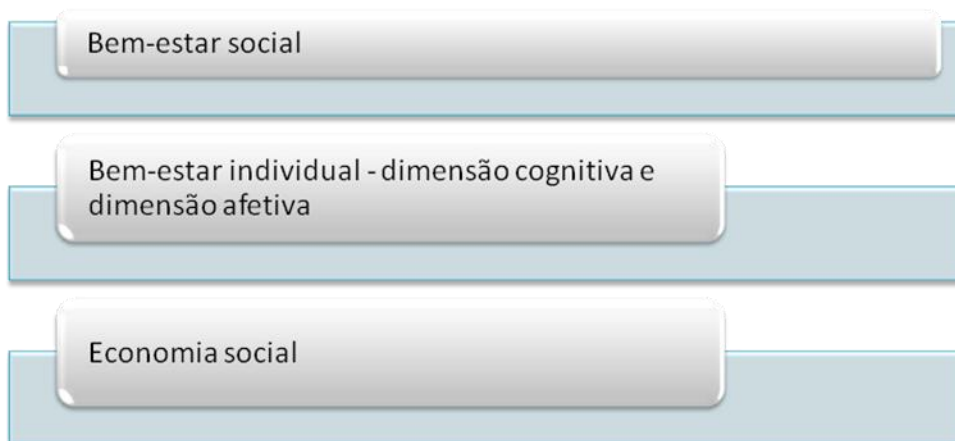 Bem-estar social
Bem-estar individual - dimensão cognitiva e
dimensão afetiva
Economia social